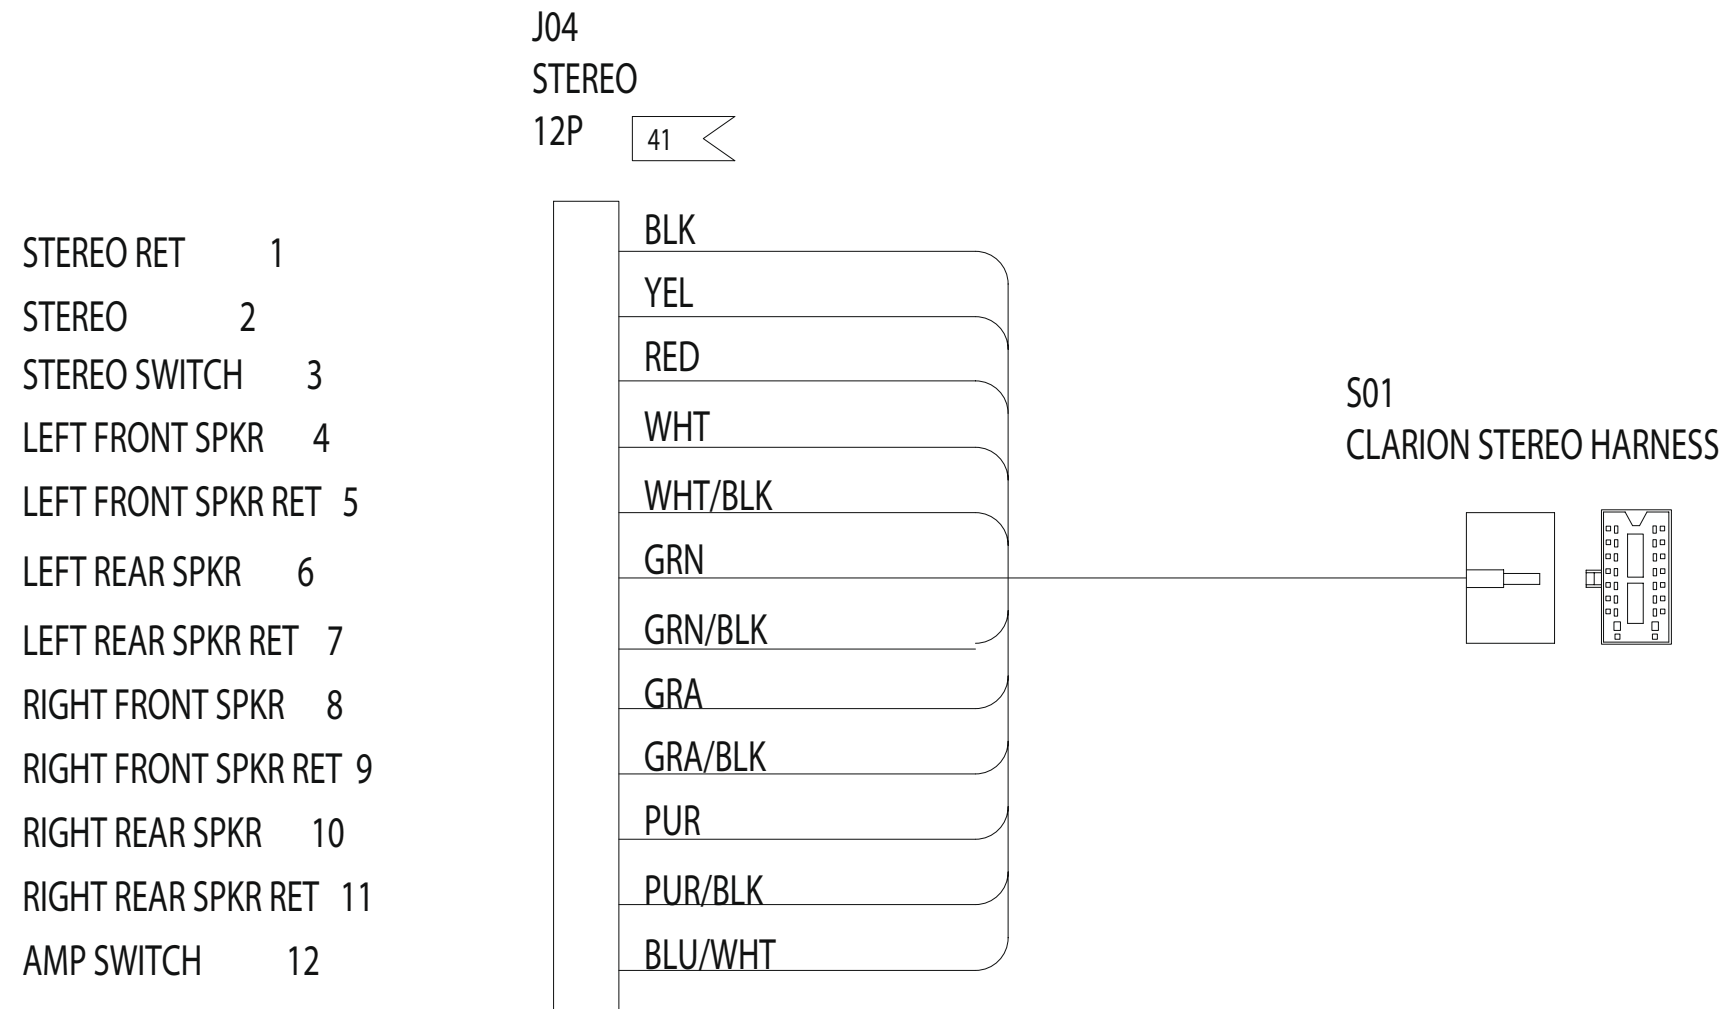 J04
STEREO
12P
41
STEREO RET 1
STEREO 2
STEREO SWITCH 3
LEFT FRONT SPKR 4
LEFT FRONT SPKR RET 5
LEFT REAR SPKR 6
LEFT REAR SPKR RET 7
RIGHT FRONT SPKR 8
RIGHT FRONT SPKR RET 9
RIGHT REAR SPKR 10
RIGHT REAR SPKR RET 11
AMP SWITCH 12
BLK
YEL
RED
WHT
WHT/BLK
GRN
GRN/BLK
GRA
GRA/BLK
PUR
PUR/BLK
BLU/WHT
S01
CLARION STEREO HARNESS